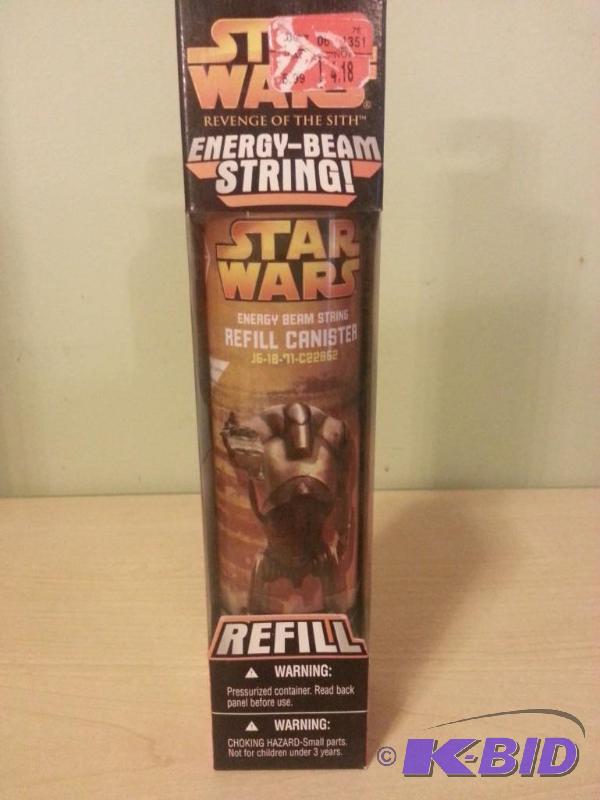 STAR
WARS®
REVENGE OF THE SITH™
ENERGY-BEAM
STRING!
STAR
WARS
ENERGY BEAM STRING
REFILL CANISTER
J6-18-71-C22862
REFILL
⚠ WARNING:
Pressurized container. Read back
panel before use.
⚠ WARNING:
CHOKING HAZARD-Small parts.
Not for children under 3 years.
© K-BID